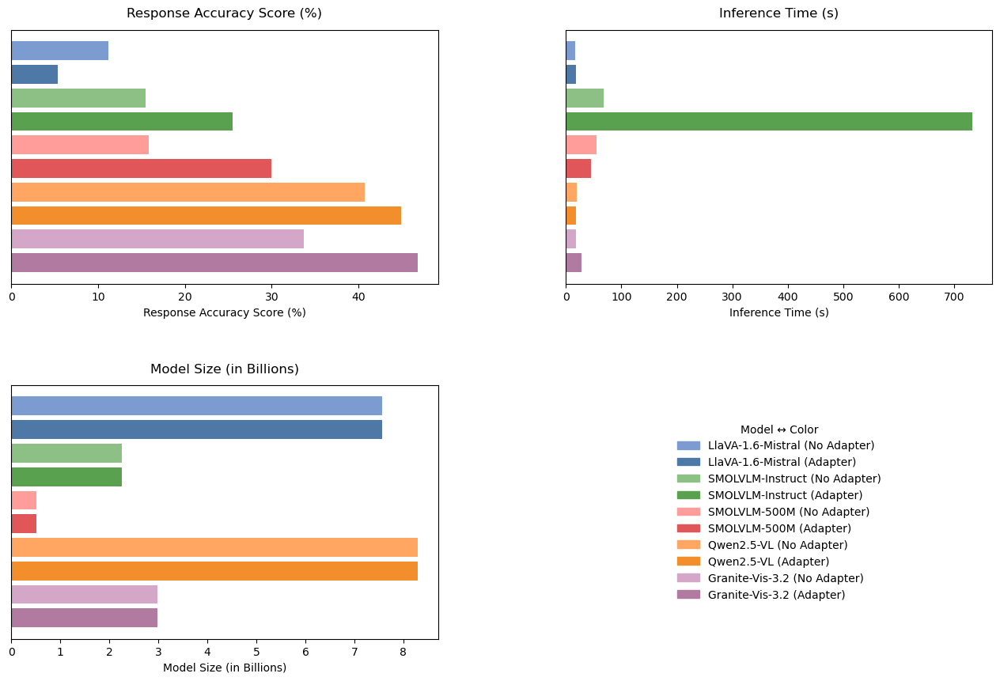 Response Accuracy Score (%)
0 10 20 30 40
Response Accuracy Score (%)
Inference Time (s)
0 100 200 300 400 500 600 700
Inference Time (s)
Model Size (in Billions)
0 1 2 3 4 5 6 7 8
Model Size (in Billions)
Model ↔ Color
LlaVA-1.6-Mistral (No Adapter)
LlaVA-1.6-Mistral (Adapter)
SMOLVLM-Instruct (No Adapter)
SMOLVLM-Instruct (Adapter)
SMOLVLM-500M (No Adapter)
SMOLVLM-500M (Adapter)
Qwen2.5-VL (No Adapter)
Qwen2.5-VL (Adapter)
Granite-Vis-3.2 (No Adapter)
Granite-Vis-3.2 (Adapter)